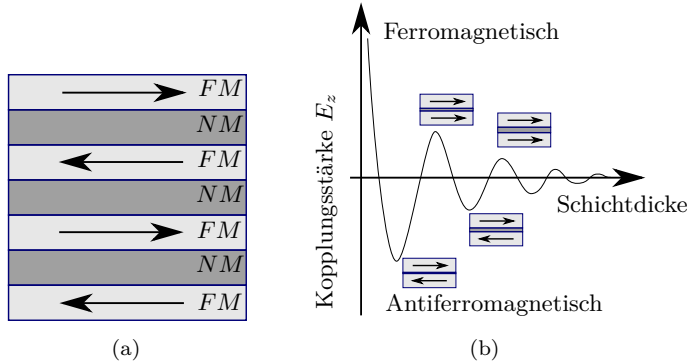 FM
NM
FM
NM
FM
NM
FM
(a)
Ferromagnetisch
Kopplungsstärke E_z
Schichtdicke
Antiferromagnetisch
(b)